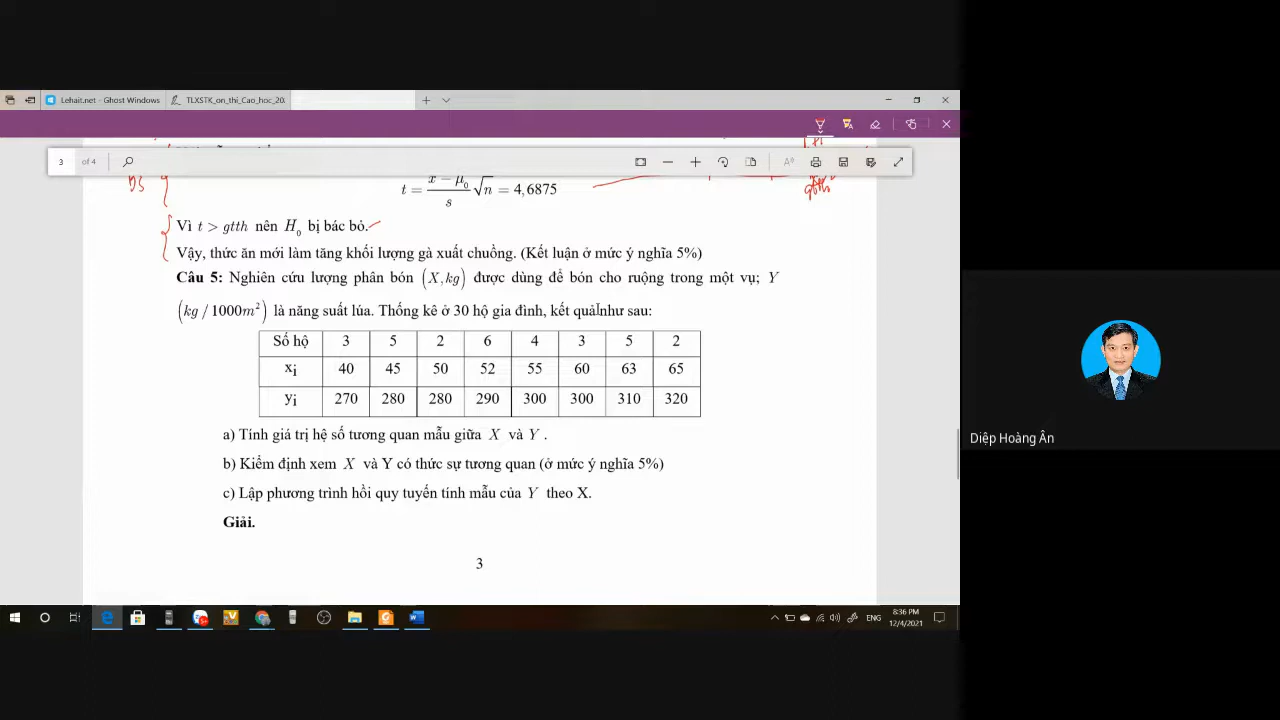 Lehait.net - Ghost Windows
TLXSTK_on_thi_Cao_hoc_20
3 of 4
t = x − μ0 / s √n = 4,6875
Vì t > gtth nên H0 bị bác bỏ.
Vậy, thức ăn mới làm tăng khối lượng gà xuất chuồng. (Kết luận ở mức ý nghĩa 5%)
Câu 5: Nghiên cứu lượng phân bón (X, kg) được dùng để bón cho ruộng trong một vụ; Y
(kg / 1000m²) là năng suất lúa. Thống kê ở 30 hộ gia đình, kết quả như sau:
Số hộ 3 5 2 6 4 3 5 2
xi 40 45 50 52 55 60 63 65
yi 270 280 280 290 300 300 310 320
a) Tính giá trị hệ số tương quan mẫu giữa X và Y .
b) Kiểm định xem X và Y có thức sự tương quan (ở mức ý nghĩa 5%)
c) Lập phương trình hồi quy tuyến tính mẫu của Y theo X.
Giải.
3
Diệp Hoàng Ân
ENG
8:36 PM
12/4/2021